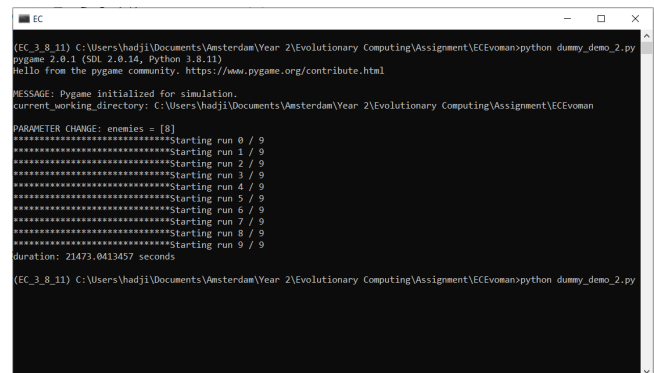 EC
(EC_3_8_11) C:\Users\hadji\Documents\Amsterdam\Year 2\Evolutionary Computing\Assignment\ECEvoman>python dummy_demo_2.py
pygame 2.0.1 (SDL 2.0.14, Python 3.8.11)
Hello from the pygame community. https://www.pygame.org/contribute.html
MESSAGE: Pygame initialized for simulation.
current_working_directory: C:\Users\hadji\Documents\Amsterdam\Year 2\Evolutionary Computing\Assignment\ECEvoman
PARAMETER CHANGE: enemies = [8]
******************************Starting run 0 / 9
******************************Starting run 1 / 9
******************************Starting run 2 / 9
******************************Starting run 3 / 9
******************************Starting run 4 / 9
******************************Starting run 5 / 9
******************************Starting run 6 / 9
******************************Starting run 7 / 9
******************************Starting run 8 / 9
******************************Starting run 9 / 9
duration: 21473.0413457 seconds
(EC_3_8_11) C:\Users\hadji\Documents\Amsterdam\Year 2\Evolutionary Computing\Assignment\ECEvoman>python dummy_demo_2.py